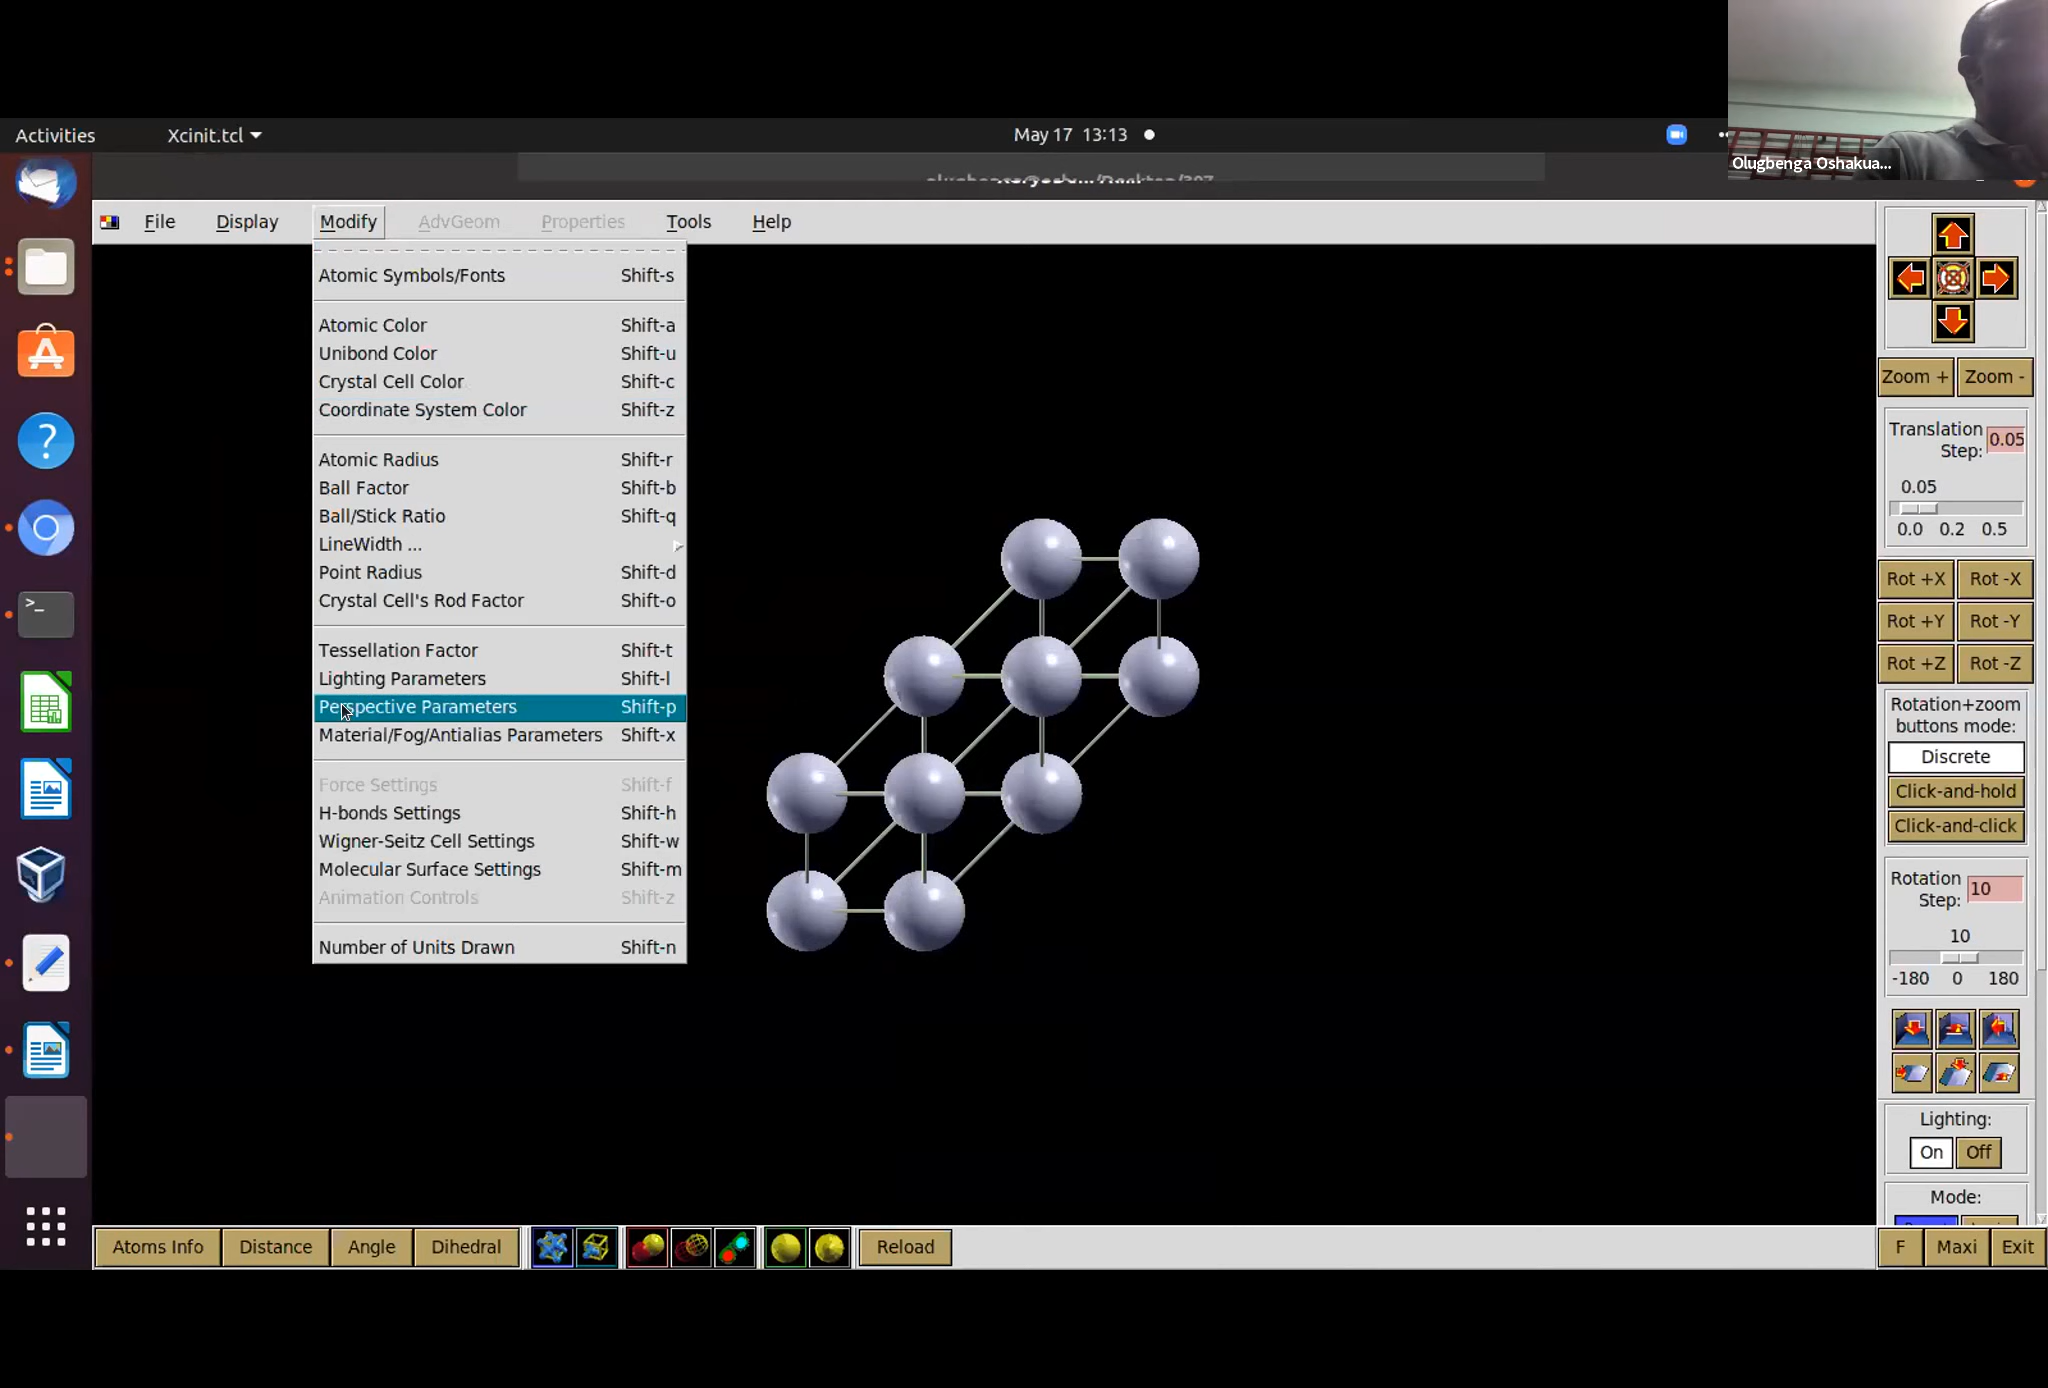 Olugbenga Oshakua...
Activities
Xcinit.tcl
May 17 13:13
File
Display
Modify
AdvGeom
Properties
Tools
Help
Atomic Symbols/Fonts Shift-s
Atomic Color Shift-a
Unibond Color Shift-u
Crystal Cell Color Shift-c
Coordinate System Color Shift-z
Atomic Radius Shift-r
Ball Factor Shift-b
Ball/Stick Ratio Shift-q
LineWidth ...
Point Radius Shift-d
Crystal Cell's Rod Factor Shift-o
Tessellation Factor Shift-t
Lighting Parameters Shift-l
Perspective Parameters Shift-p
Material/Fog/Antialias Parameters Shift-x
Force Settings Shift-f
H-bonds Settings Shift-h
Wigner-Seitz Cell Settings Shift-w
Molecular Surface Settings Shift-m
Animation Controls Shift-z
Number of Units Drawn Shift-n
Zoom + Zoom -
Translation
Step: 0.05
0.05
0.0 0.2 0.5
Rot +X Rot -X
Rot +Y Rot -Y
Rot +Z Rot -Z
Rotation+zoom
buttons mode:
Discrete
Click-and-hold
Click-and-click
Rotation
Step: 10
10
-180 0 180
Lighting:
On Off
Mode:
Atoms Info
Distance
Angle
Dihedral
Reload
F
Maxi
Exit